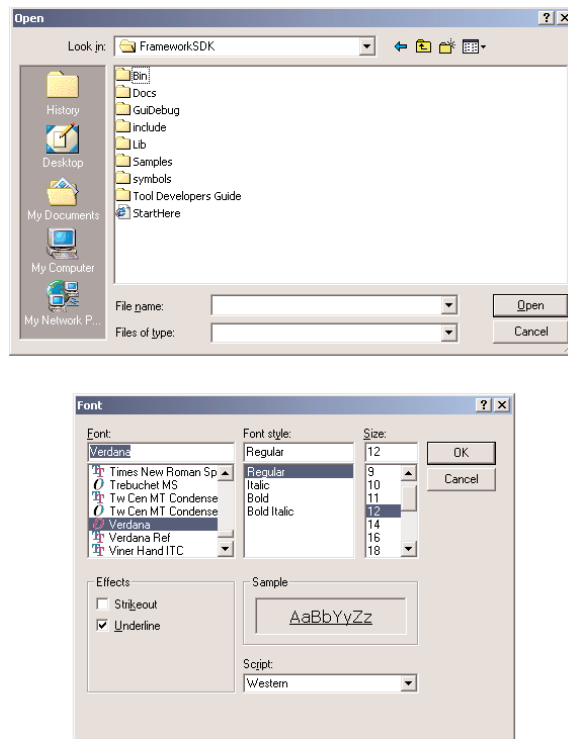 Open
Look in: FrameworkSDK
History
Desktop
My Documents
My Computer
My Network P...
Bin
Docs
GuiDebug
include
Lib
Samples
symbols
Tool Developers Guide
StartHere
File name:
Open
Files of type:
Cancel
Font
Font:
Verdana
Times New Roman Sp
Trebuchet MS
Tw Cen MT Condense
Tw Cen MT Condense
Verdana
Verdana Ref
Viner Hand ITC
Font style:
Regular
Regular
Italic
Bold
Bold Italic
Size:
12
9
10
11
12
14
16
18
OK
Cancel
Effects
Strikeout
Underline
Sample
AaBbYyZz
Script:
Western